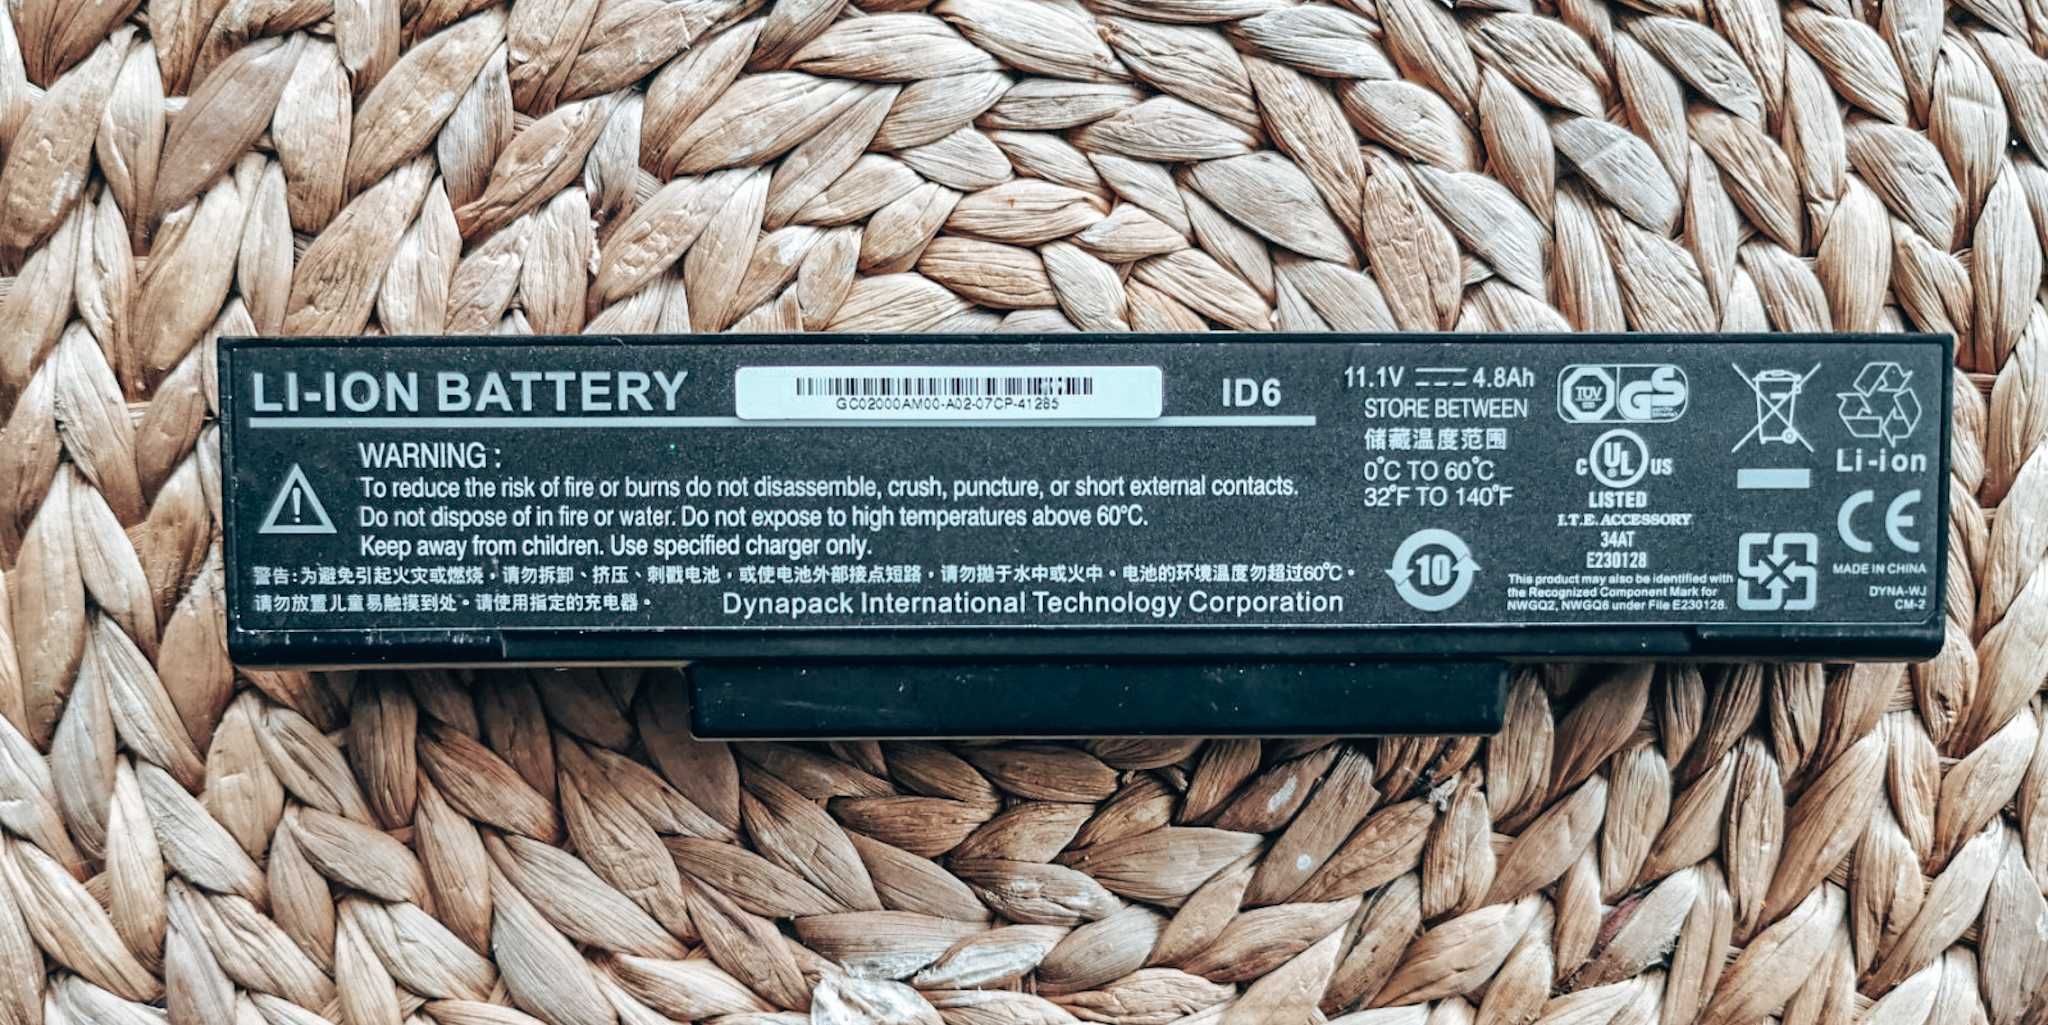 LI-ION BATTERY
GC02000AM00-A02-07CP-41285
ID6
WARNING :
To reduce the risk of fire or burns do not disassemble, crush, puncture, or short external contacts.
Do not dispose of in fire or water. Do not expose to high temperatures above 60°C.
Keep away from children. Use specified charger only.
警告:为避免引起火灾或燃烧，请勿拆卸、挤压、刺戳电池，或使电池外部接点短路，请勿抛于水中或火中。电池的环境温度勿超过60℃。
请勿放置儿童易触摸到处。请使用指定的充电器。
Dynapack International Technology Corporation
11.1V 4.8Ah
STORE BETWEEN
储藏温度范围
0°C TO 60°C
32°F TO 140°F
10
TUV
GS
C UL US
LISTED
I.T.E. ACCESSORY
34AT
E230128
This product may also be identified with
the Recognized Component Mark for
NWGQ2, NWGQ8 under File E230128.
Li-ion
CE
MADE IN CHINA
DYNA-WJ
CM-2